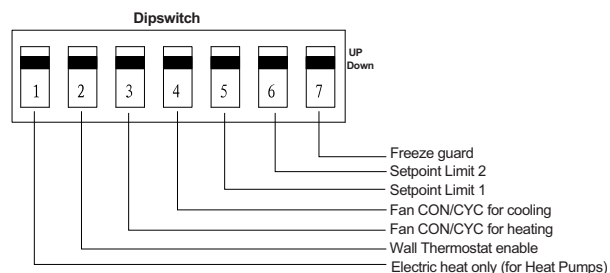 Dipswitch
UP
Down
1 2 3 4 5 6 7
Freeze guard
Setpoint Limit 2
Setpoint Limit 1
Fan CON/CYC for cooling
Fan CON/CYC for heating
Wall Thermostat enable
Electric heat only (for Heat Pumps)